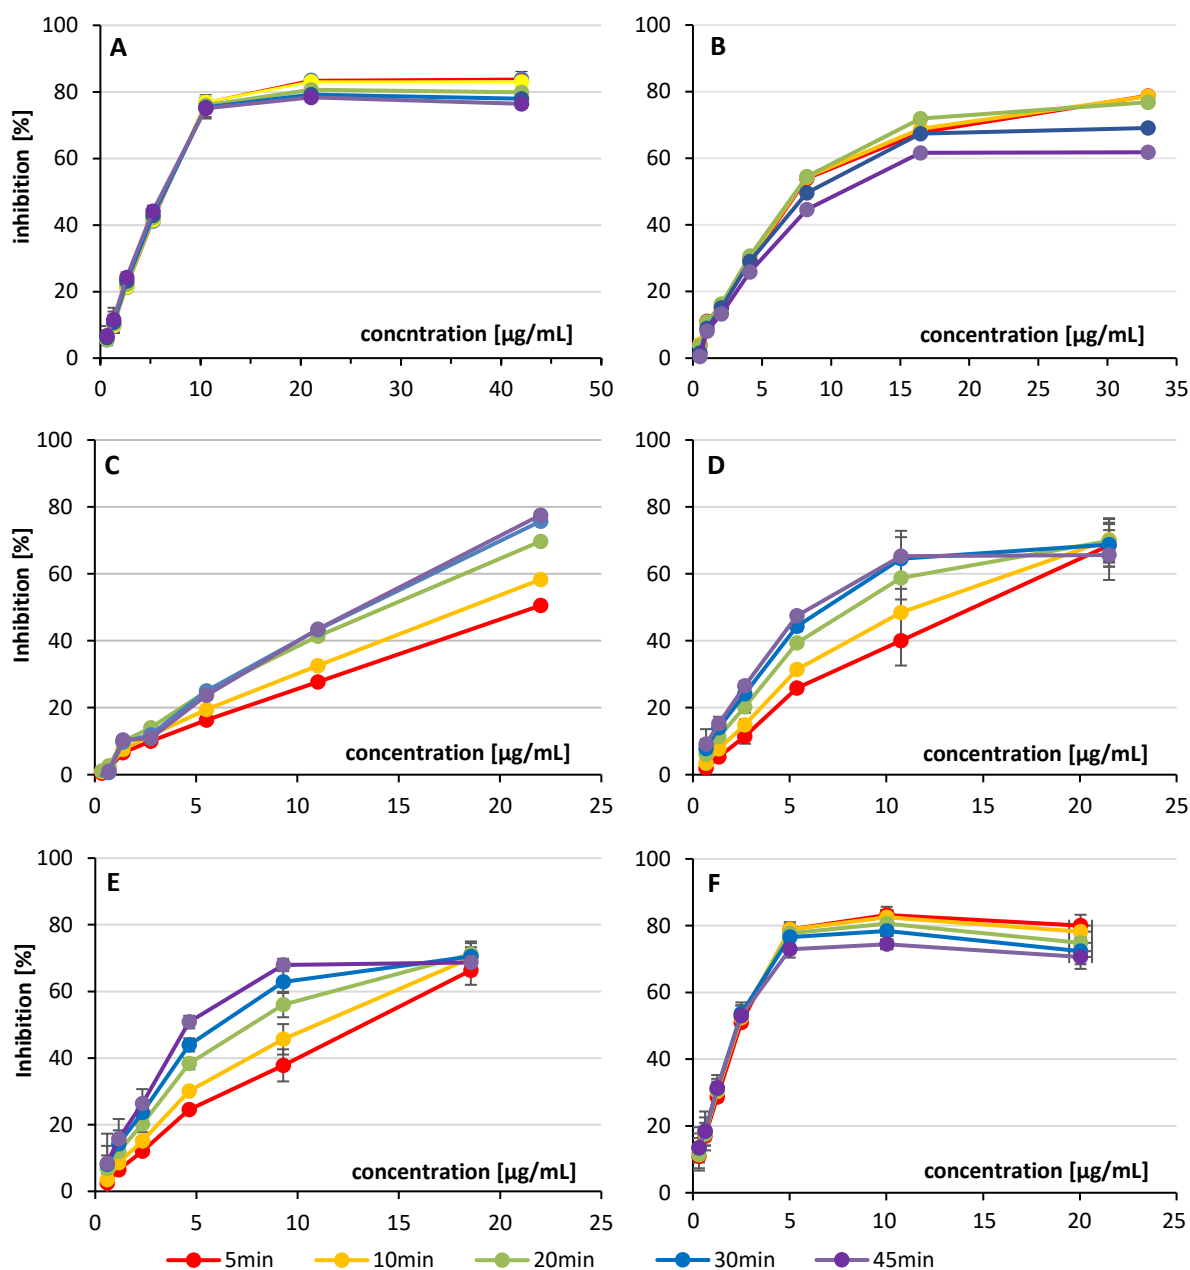 A
inhibition [%]
100
80
60
40
20
0
concntration [µg/mL]
0 10 20 30 40 50
B
100
80
60
40
20
0
concentration [µg/mL]
0 5 10 15 20 25 30 35
C
Inhibition [%]
100
80
60
40
20
0
concentration [µg/mL]
0 5 10 15 20 25
D
100
80
60
40
20
0
concentration [µg/mL]
0 5 10 15 20 25
E
Inhibition [%]
100
80
60
40
20
0
concentration [µg/mL]
0 5 10 15 20 25
F
100
80
60
40
20
0
concentration [µg/mL]
0 5 10 15 20 25
5min 10min 20min 30min 45min